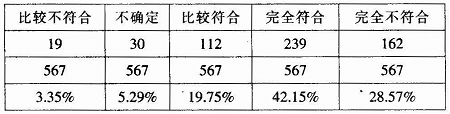 比较不符合 不确定 比较符合 完全符合 完全不符合
19 30 112 239 162
567 567 567 567 567
3.35% 5.29% 19.75% 42.15% 28.57%